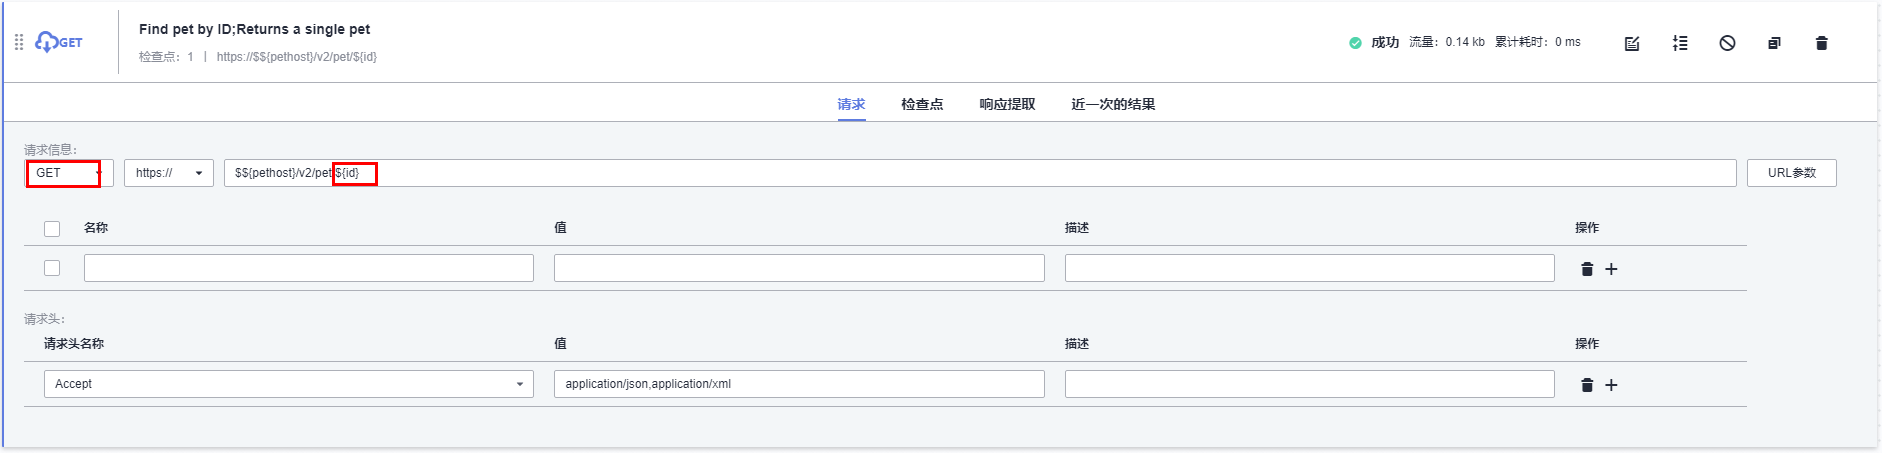 GET
Find pet by ID;Returns a single pet
检查点：1 | https://$${pethost}/v2/pet/${id}
成功 流量：0.14 kb 累计耗时：0 ms
请求 检查点 响应提取 近一次的结果
请求信息：
GET https:// $${pethost}/v2/pet/${id} URL参数
名称 值 描述 操作
请求头：
请求头名称 值 描述 操作
Accept application/json,application/xml